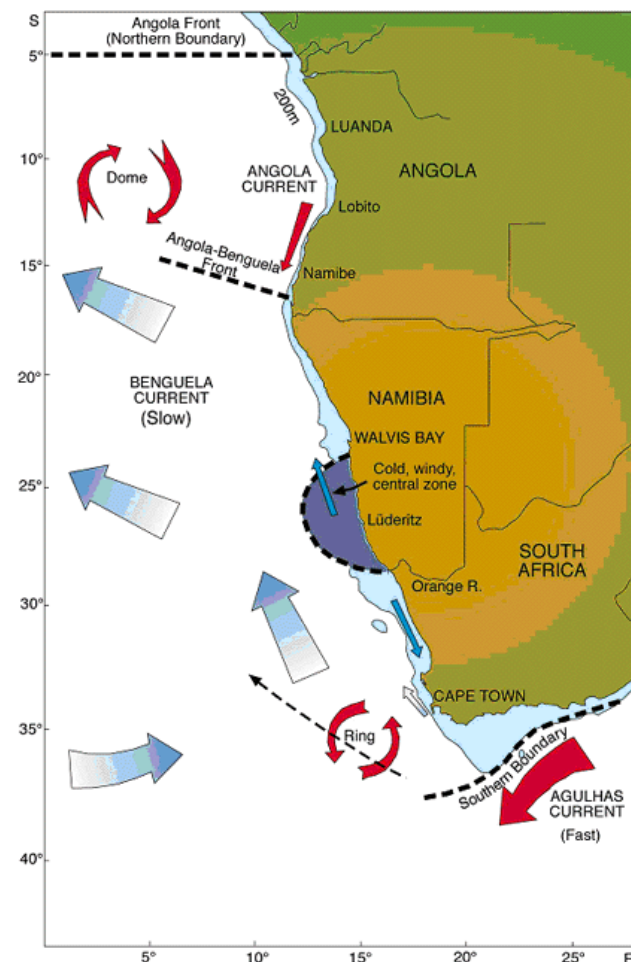 S
Angola Front
(Northern Boundary)
5°
200m
LUANDA
10°
Dome
ANGOLA
CURRENT
ANGOLA
Lobito
Angola-Benguela
Front
15°
Namibe
20°
BENGUELA
CURRENT
(Slow)
NAMIBIA
WALVIS BAY
25°
Cold, windy,
central zone
Lüderitz
SOUTH
AFRICA
Orange R.
30°
CAPE TOWN
35°
Ring
Southern Boundary
AGULHAS
CURRENT
(Fast)
40°
5°
10°
15°
20°
25°
E